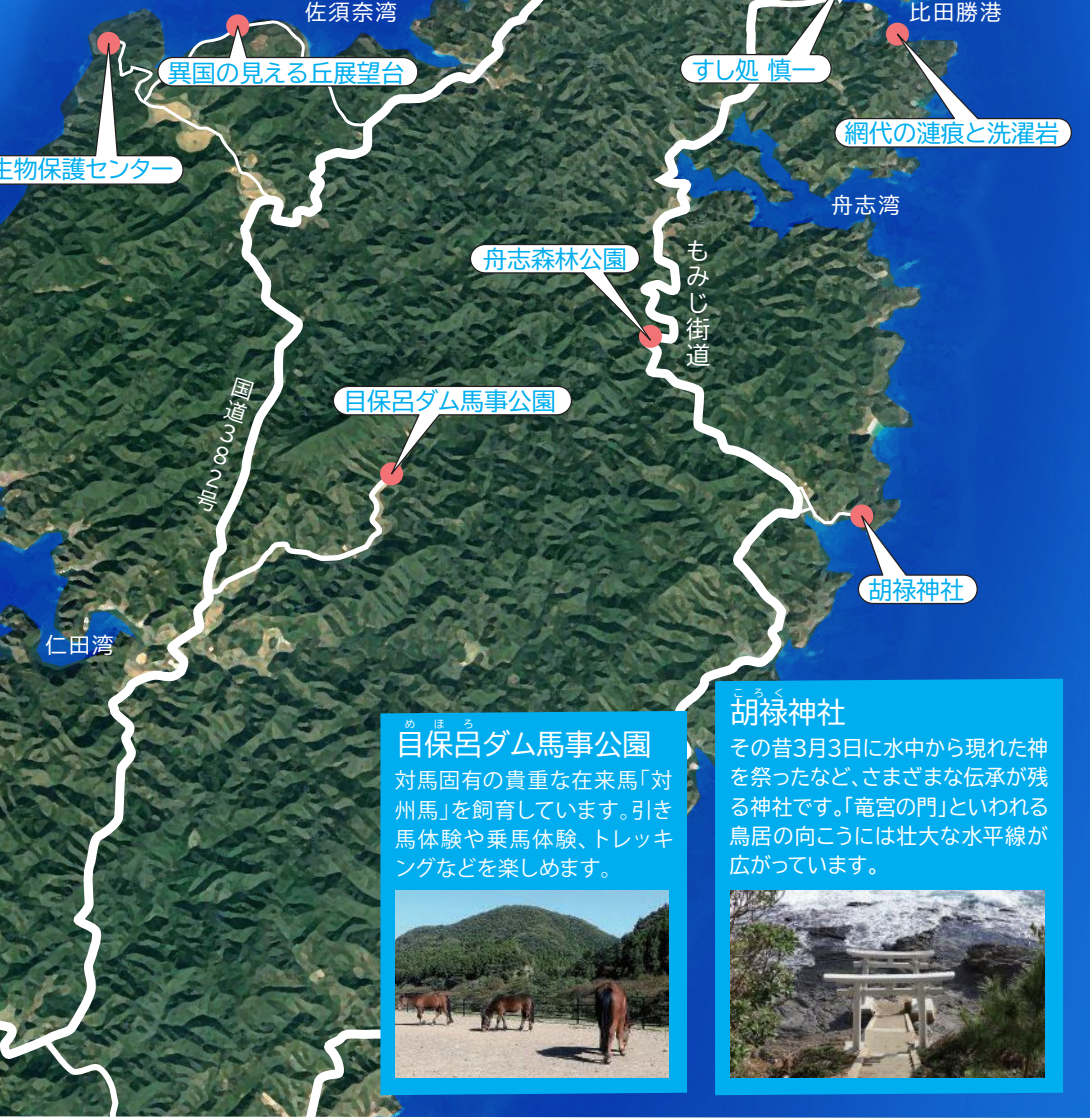 佐須奈湾
比田勝港
異国の見える丘展望台
すし処 慎一
網代の漣痕と洗濯岩
生物保護センター
舟志湾
舟志森林公園
もみじ街道
国道382号
目保呂ダム馬事公園
胡禄神社
仁田湾
めほろ
目保呂ダム馬事公園
対馬固有の貴重な在来馬「対
州馬」を飼育しています。引き
馬体験や乗馬体験、トレッキ
ングなどを楽しめます。
ころく
胡禄神社
その昔3月3日に水中から現れた神
を祭ったなど、さまざまな伝承が残
る神社です。「竜宮の門」といわれる
鳥居の向こうには壮大な水平線が
広がっています。